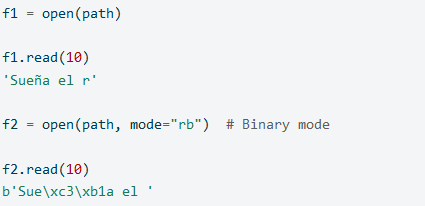 f1 = open(path)
f1.read(10)
'Sueña el r'
f2 = open(path, mode="rb")  # Binary mode
f2.read(10)
b'Sue\xc3\xb1a el '